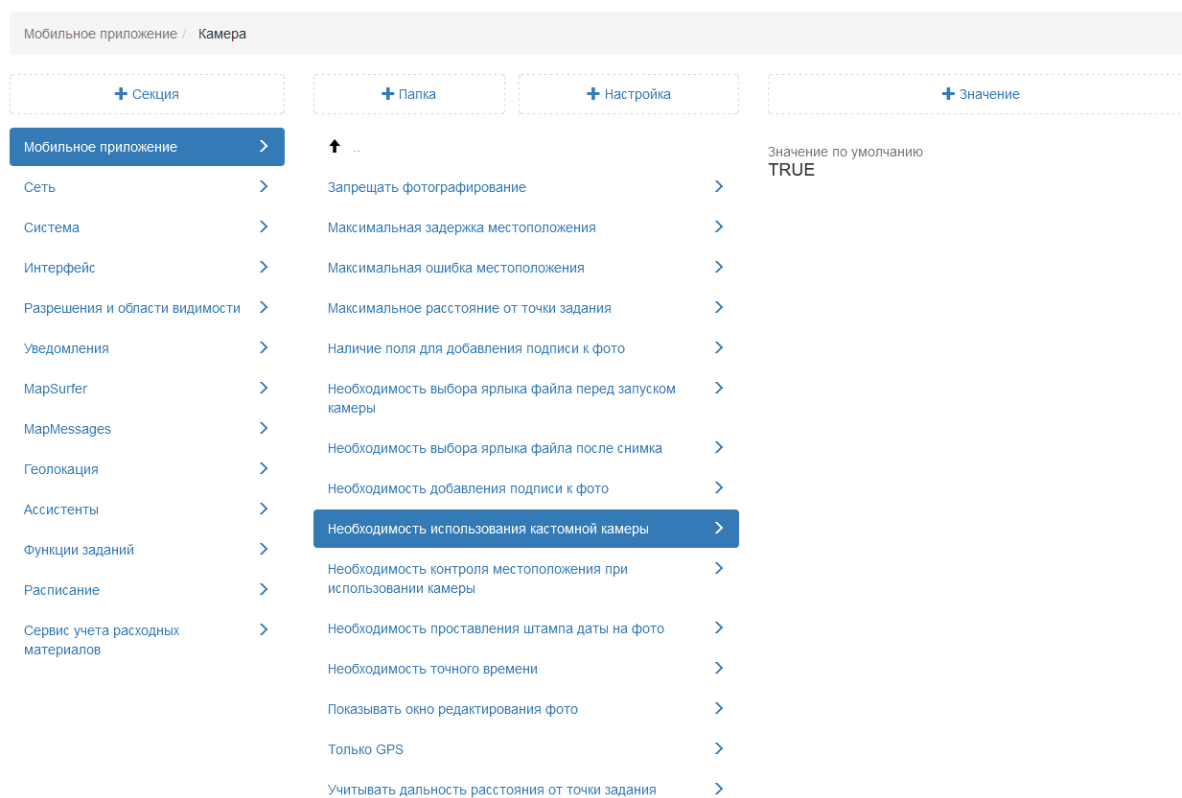 Мобильное приложение / Камера
+ Секция
+ Папка
+ Настройка
+ Значение
Мобильное приложение
Сеть
Система
Интерфейс
Разрешения и области видимости
Уведомления
MapSurfer
MapMessages
Геолокация
Ассистенты
Функции заданий
Расписание
Сервис учета расходных
материалов
..
Запрещать фотографирование
Максимальная задержка местоположения
Максимальная ошибка местоположения
Максимальное расстояние от точки задания
Наличие поля для добавления подписи к фото
Необходимость выбора ярлыка файла перед запуском
камеры
Необходимость выбора ярлыка файла после снимка
Необходимость добавления подписи к фото
Необходимость использования кастомной камеры
Необходимость контроля местоположения при
использовании камеры
Необходимость проставления штампа даты на фото
Необходимость точного времени
Показывать окно редактирования фото
Только GPS
Учитывать дальность расстояния от точки задания
Значение по умолчанию
TRUE